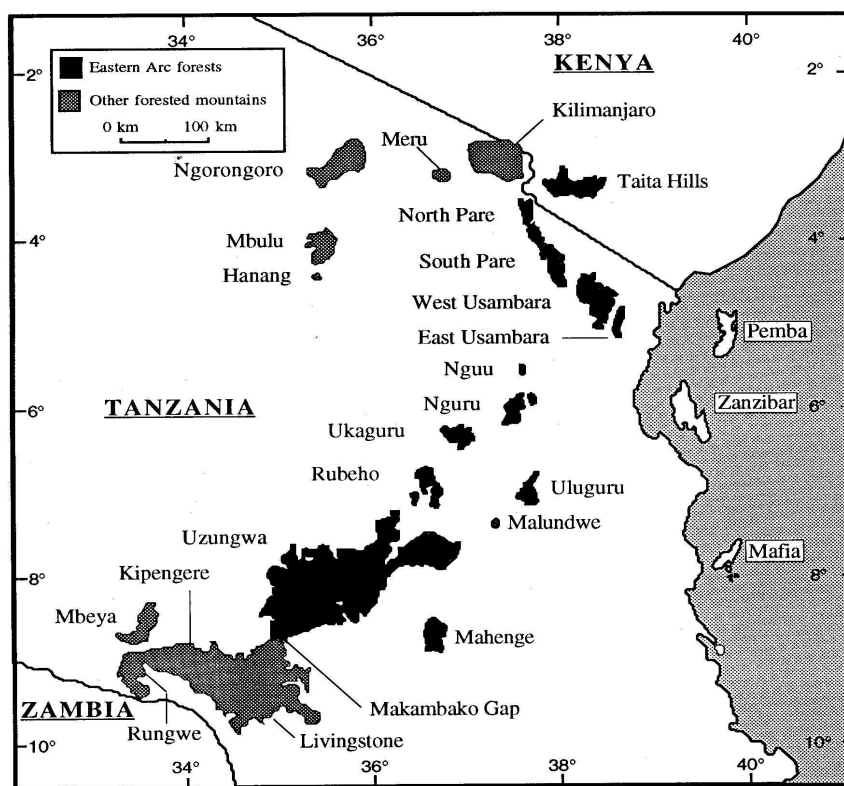 34°
36°
38°
40°
KENYA
Eastern Arc forests
Other forested mountains
0 km 100 km
2°
2°
Kilimanjaro
Meru
Ngorongoro
Taita Hills
North Pare
Mbulu
4°
4°
South Pare
Hanang
West Usambara
East Usambara
Pemba
Nguu
TANZANIA
Nguru
Zanzibar
6°
6°
Ukaguru
Rubeho
Uluguru
Malundwe
Uzungwa
Mafia
Kipengere
8°
8°
Mbeya
Mahenge
ZAMBIA
Makambako Gap
Rungwe
Livingstone
10°
10°
34°
36°
38°
40°